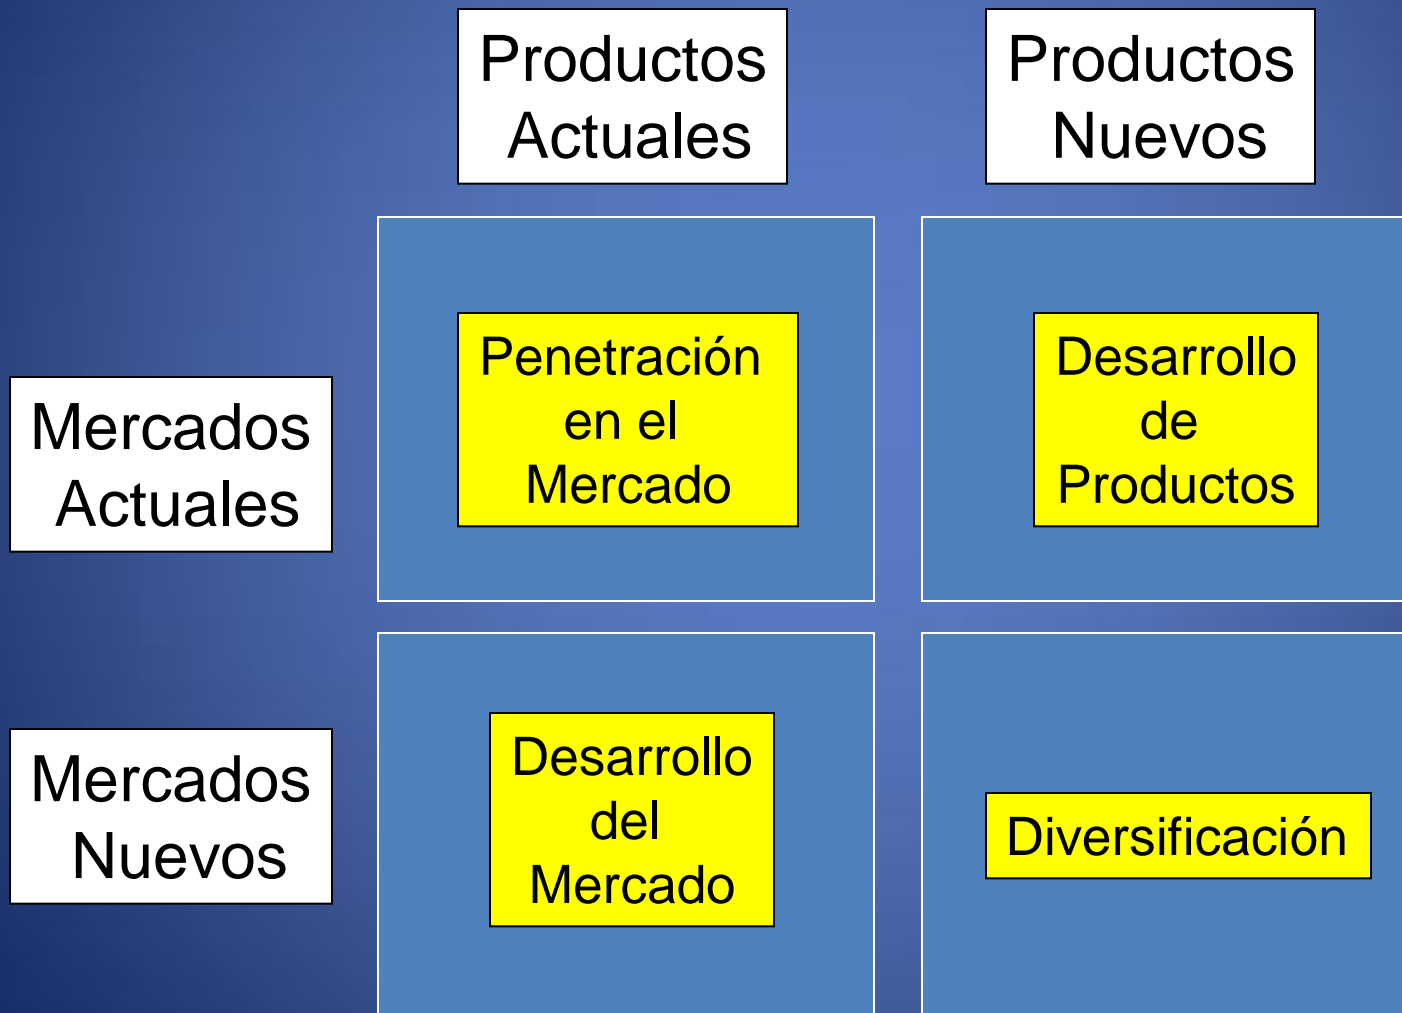 Productos
Actuales
Productos
Nuevos
Mercados
Actuales
Penetración
en el
Mercado
Desarrollo
de
Productos
Mercados
Nuevos
Desarrollo
del
Mercado
Diversificación